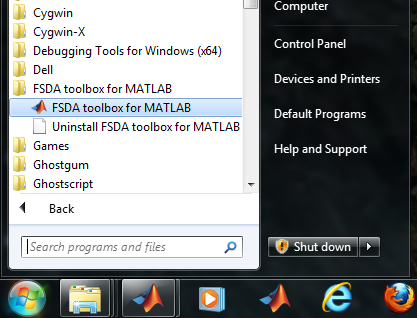 Cygwin
Cygwin-X
Debugging Tools for Windows (x64)
Dell
FSDA toolbox for MATLAB
FSDA toolbox for MATLAB
Uninstall FSDA toolbox for MATLAB
Games
Ghostgum
Ghostscript
Back
Search programs and files
Computer
Control Panel
Devices and Printers
Default Programs
Help and Support
Shut down